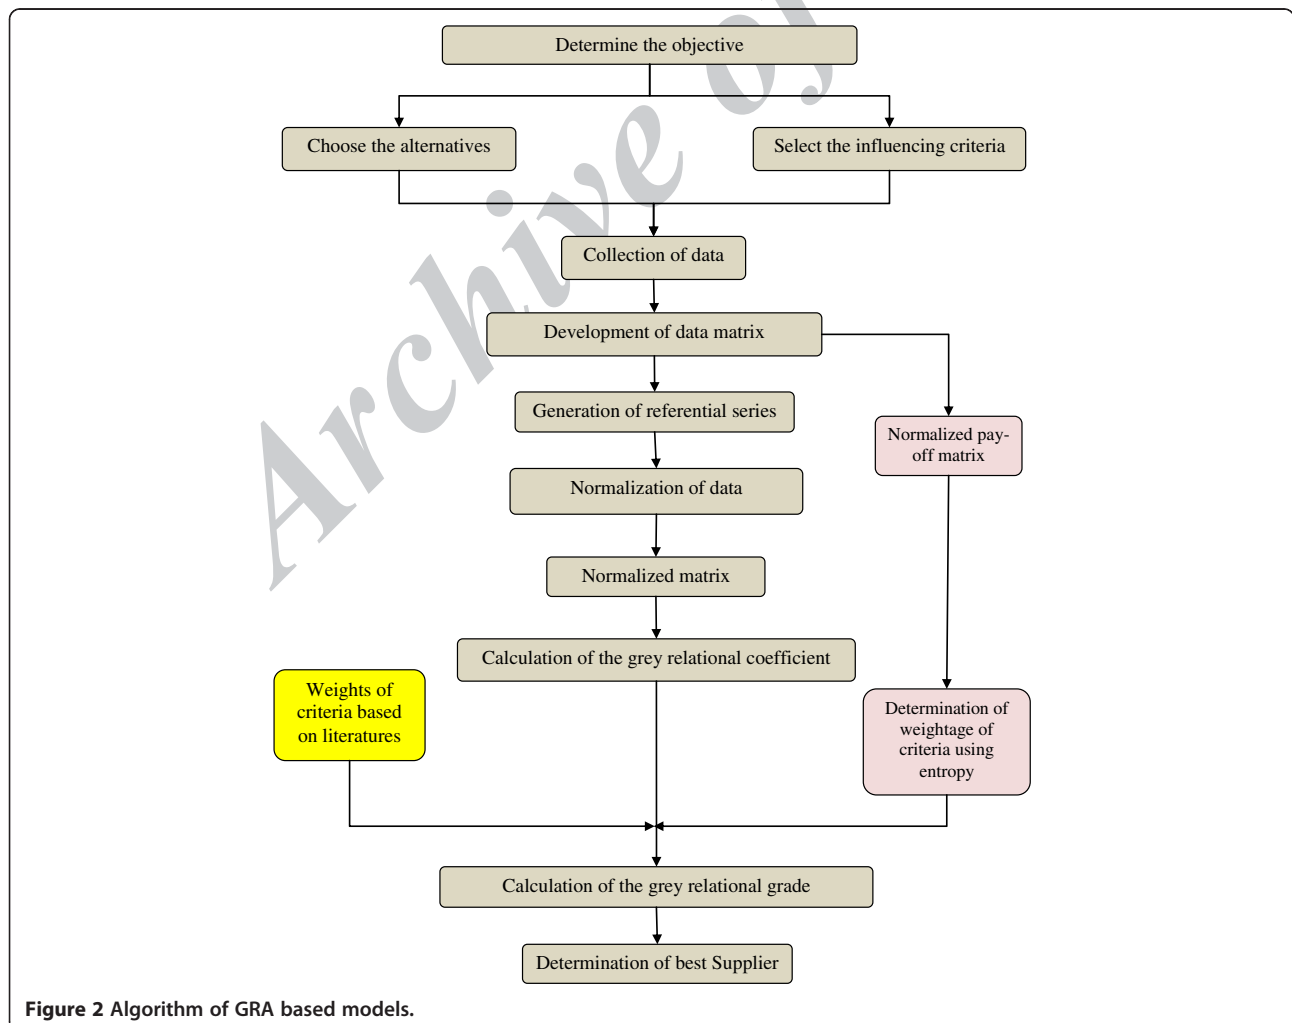 Determine the objective
Choose the alternatives
Select the influencing criteria
Collection of data
Development of data matrix
Generation of referential series
Normalized pay-
off matrix
Normalization of data
Normalized matrix
Calculation of the grey relational coefficient
Weights of
criteria based
on literatures
Determination of
weightage of
criteria using
entropy
Calculation of the grey relational grade
Determination of best Supplier
Archive of
Figure 2 Algorithm of GRA based models.